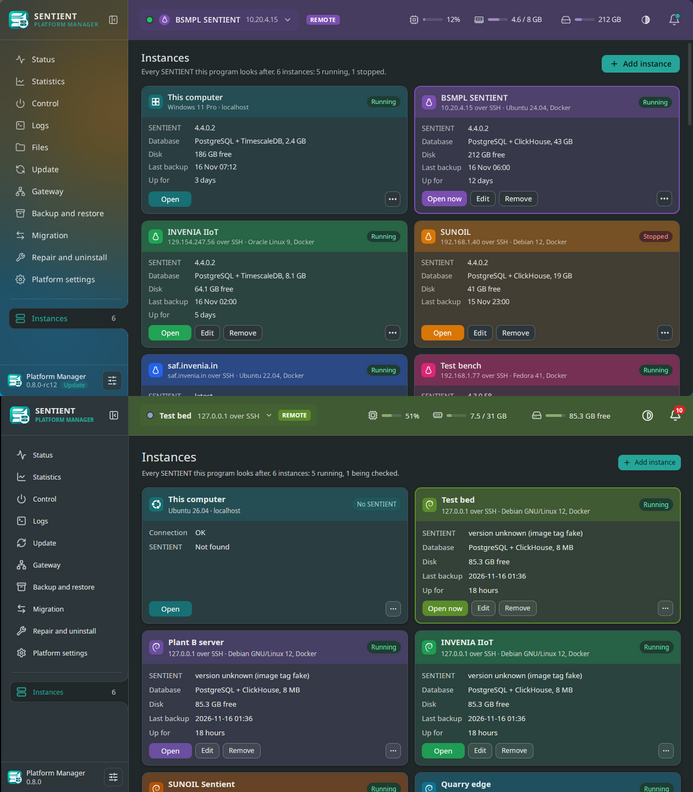 SENTIENT
PLATFORM MANAGER
BSMPL SENTIENT 10.20.4.15 REMOTE 12% 4.6 / 8 GB 212 GB
Status
Statistics
Control
Logs
Files
Update
Gateway
Backup and restore
Migration
Repair and uninstall
Platform settings
Instances 6
Platform Manager
0.8.0-rc12 Update
Instances
Every SENTIENT this program looks after. 6 instances: 5 running, 1 stopped.
+ Add instance
This computer
Windows 11 Pro · localhost
Running
SENTIENT 4.4.0.2
Database PostgreSQL + TimescaleDB, 2.4 GB
Disk 186 GB free
Last backup 16 Nov 07:12
Up for 3 days
Open
BSMPL SENTIENT
10.20.4.15 over SSH · Ubuntu 24.04, Docker
Running
SENTIENT 4.4.0.2
Database PostgreSQL + ClickHouse, 43 GB
Disk 212 GB free
Last backup 16 Nov 06:00
Up for 12 days
Open now Edit Remove
INVENIA IIoT
129.154.247.56 over SSH · Oracle Linux 9, Docker
Running
SENTIENT 4.4.0.2
Database PostgreSQL + TimescaleDB, 8.1 GB
Disk 64.1 GB free
Last backup 16 Nov 02:00
Up for 5 days
Open Edit Remove
SUNOIL
192.168.1.40 over SSH · Debian 12, Docker
Stopped
SENTIENT 4.4.0.2
Database PostgreSQL + ClickHouse, 19 GB
Disk 41 GB free
Last backup 15 Nov 23:00
Open Edit Remove
saf.invenia.in
saf.invenia.in over SSH · Ubuntu 22.04, Docker
Running
Test bench
192.168.1.77 over SSH · Fedora 41, Docker
Running
SENTIENT
PLATFORM MANAGER
Test bed 127.0.0.1 over SSH REMOTE 51% 7.5 / 31 GB 85.3 GB free 10
Status
Statistics
Control
Logs
Update
Gateway
Backup and restore
Migration
Repair and uninstall
Platform settings
Instances 6
Platform Manager
0.8.0
Instances
Every SENTIENT this program looks after. 6 instances: 5 running, 1 being checked.
+ Add instance
This computer
Ubuntu 26.04 · localhost
No SENTIENT
Connection OK
SENTIENT Not found
Open
Test bed
127.0.0.1 over SSH · Debian GNU/Linux 12, Docker
Running
SENTIENT version unknown (image tag fake)
Database PostgreSQL + ClickHouse, 8 MB
Disk 85.3 GB free
Last backup 2026-11-16 01:36
Up for 18 hours
Open now Edit Remove
Plant B server
127.0.0.1 over SSH · Debian GNU/Linux 12, Docker
Running
SENTIENT version unknown (image tag fake)
Database PostgreSQL + ClickHouse, 8 MB
Disk 85.3 GB free
Last backup 2026-11-16 01:36
Up for 18 hours
Open Edit Remove
INVENIA IIoT
127.0.0.1 over SSH · Debian GNU/Linux 12, Docker
Running
SENTIENT version unknown (image tag fake)
Database PostgreSQL + ClickHouse, 8 MB
Disk 85.3 GB free
Last backup 2026-11-16 01:36
Up for 18 hours
Open Edit Remove
SUNOIL Sentient
Running
Quarry edge
Running